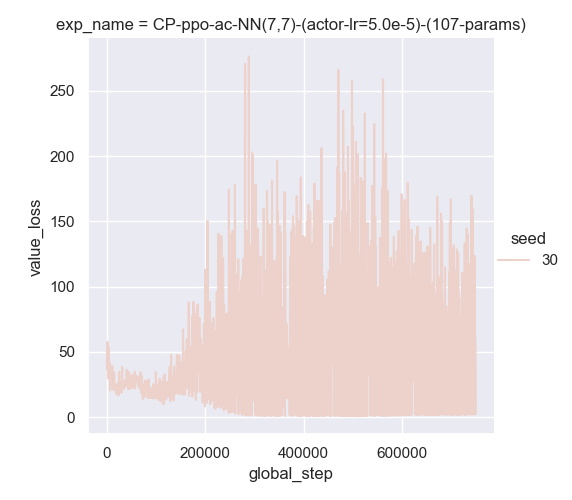 exp_name = CP-ppo-ac-NN(7,7)-(actor-lr=5.0e-5)-(107-params)
250
200
150
100
50
0
value_loss
0 200000 400000 600000
global_step
seed
30